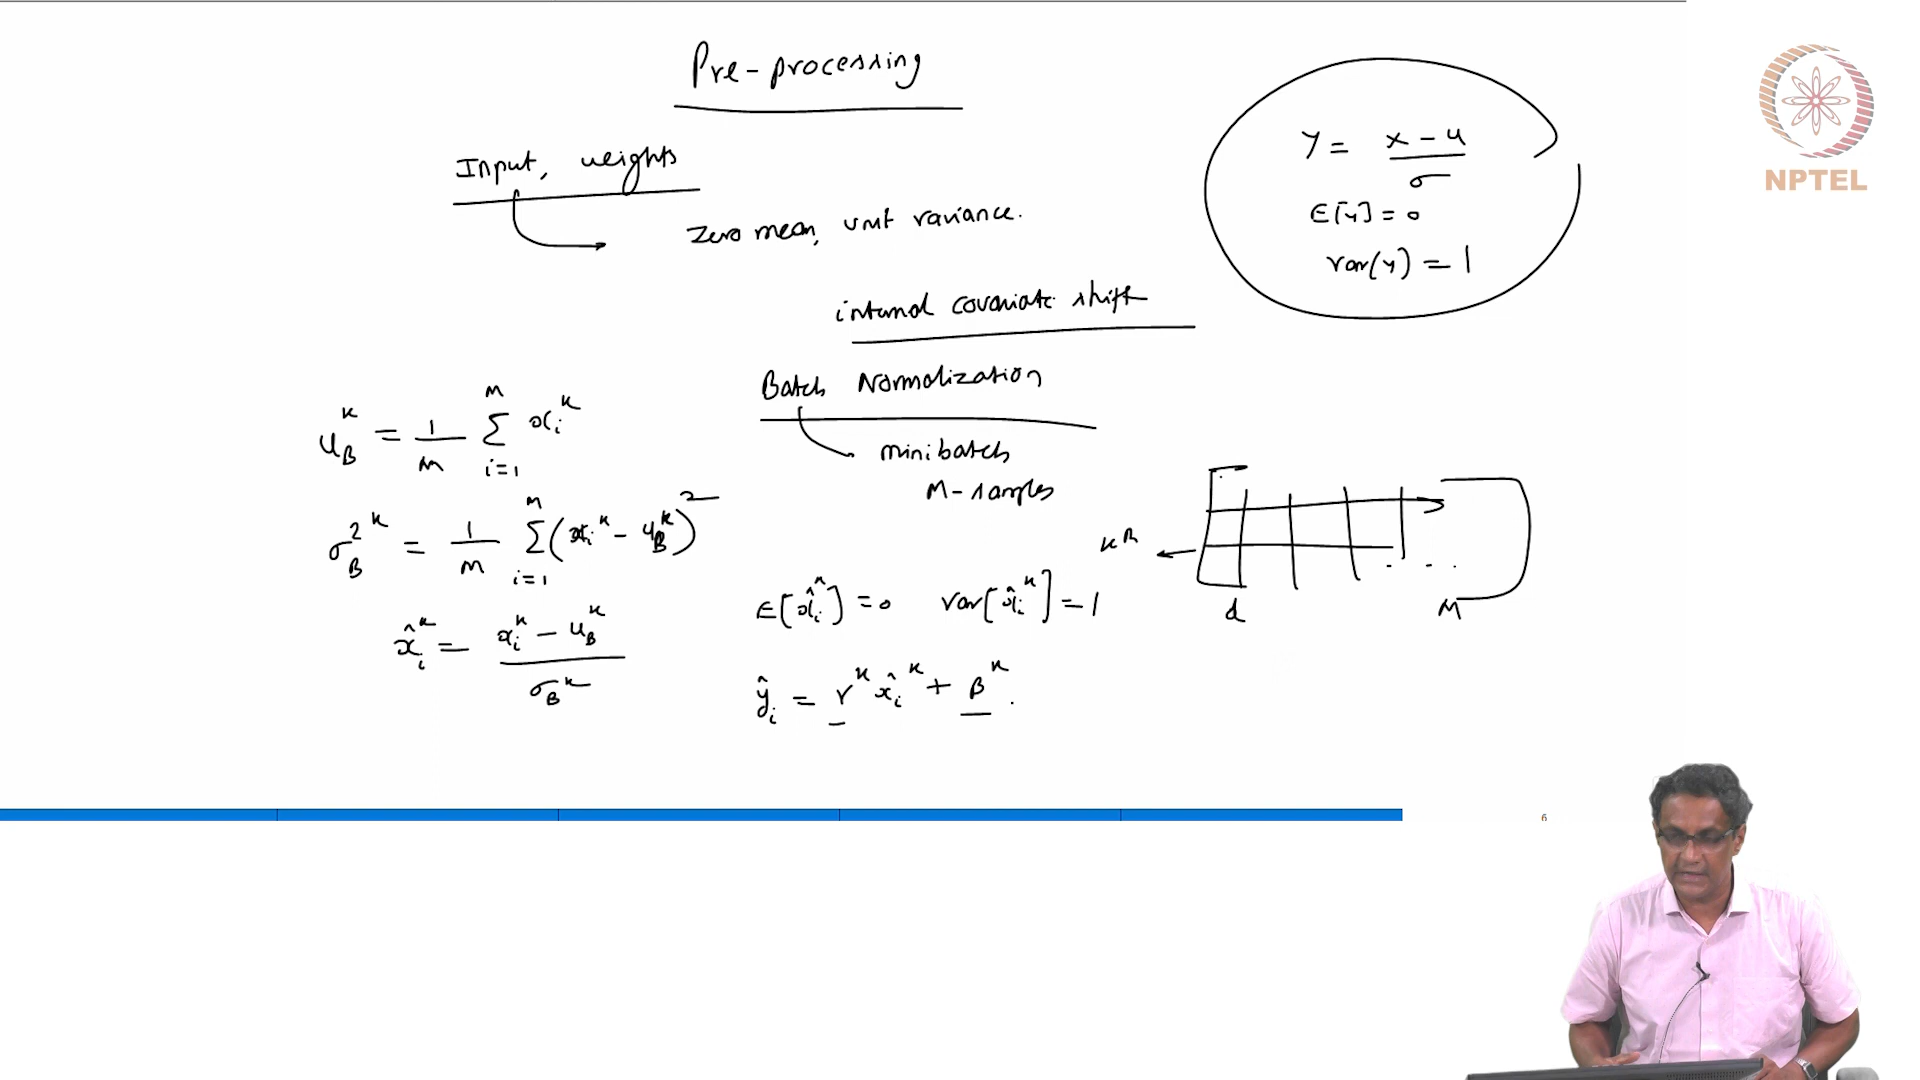 Pre-processing
Input, weights
zero mean, unit variance.
Y = x - u / σ
E[y] = 0
var(y) = 1
NPTEL
internal covariate shift
Batch Normalization
minibatch
M - samples
u_B^k = 1/m Σ_{i=1}^{m} x_i^k
σ_B^{2 k} = 1/m Σ_{i=1}^{m} (x_i^k - u_B^k)^2
x̂_i^k = x_i^k - u_B^k / σ_B^k
E[x̂_i^k] = 0 var[x̂_i^k] = 1
ŷ_i = γ^k x̂_i^k + β^k .
d
M
6